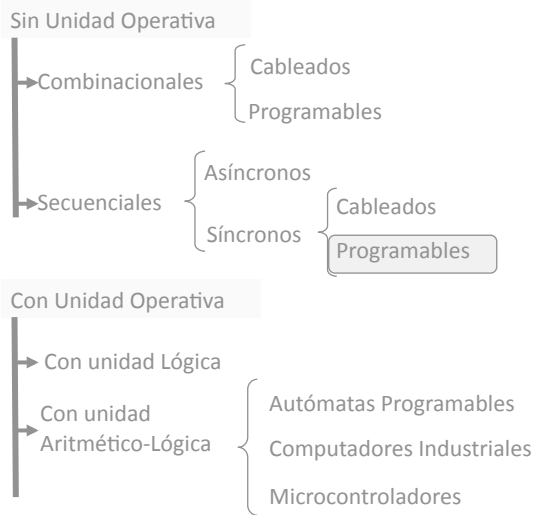 Sin Unidad Operativa
Combinacionales
Cableados
Programables
Secuenciales
Asíncronos
Síncronos
Cableados
Programables
Con Unidad Operativa
Con unidad Lógica
Con unidad
Aritmético-Lógica
Autómatas Programables
Computadores Industriales
Microcontroladores